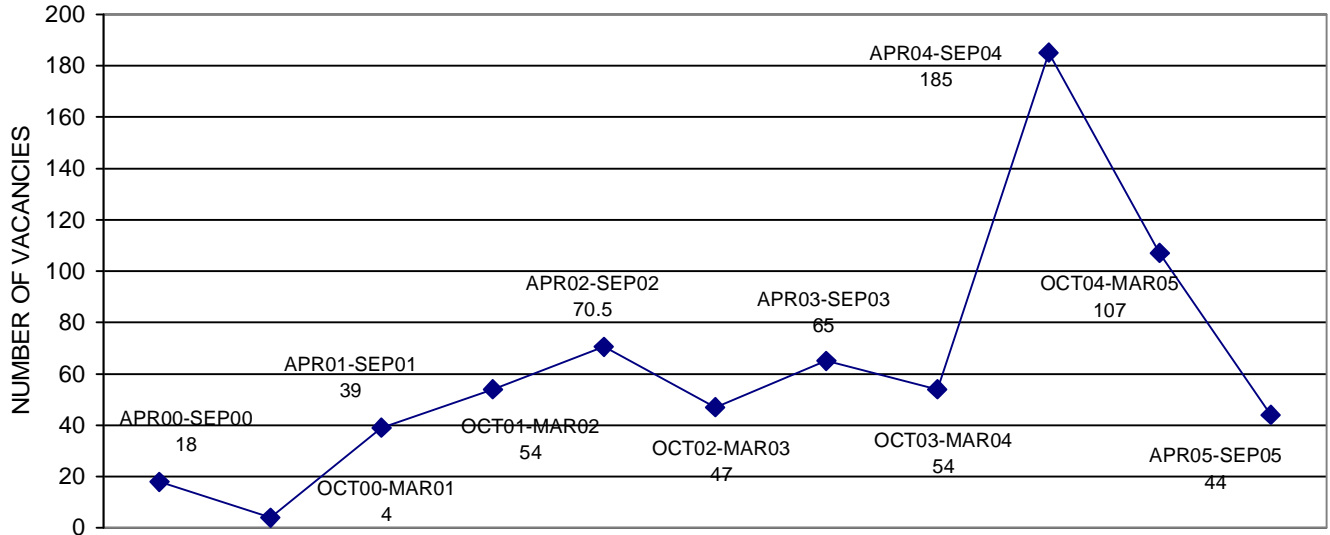 NUMBER OF VACANCIES
200
180
160
140
120
100
80
60
40
20
0
APR00-SEP00
18
OCT00-MAR01
4
APR01-SEP01
39
OCT01-MAR02
54
APR02-SEP02
70.5
OCT02-MAR03
47
APR03-SEP03
65
OCT03-MAR04
54
APR04-SEP04
185
OCT04-MAR05
107
APR05-SEP05
44